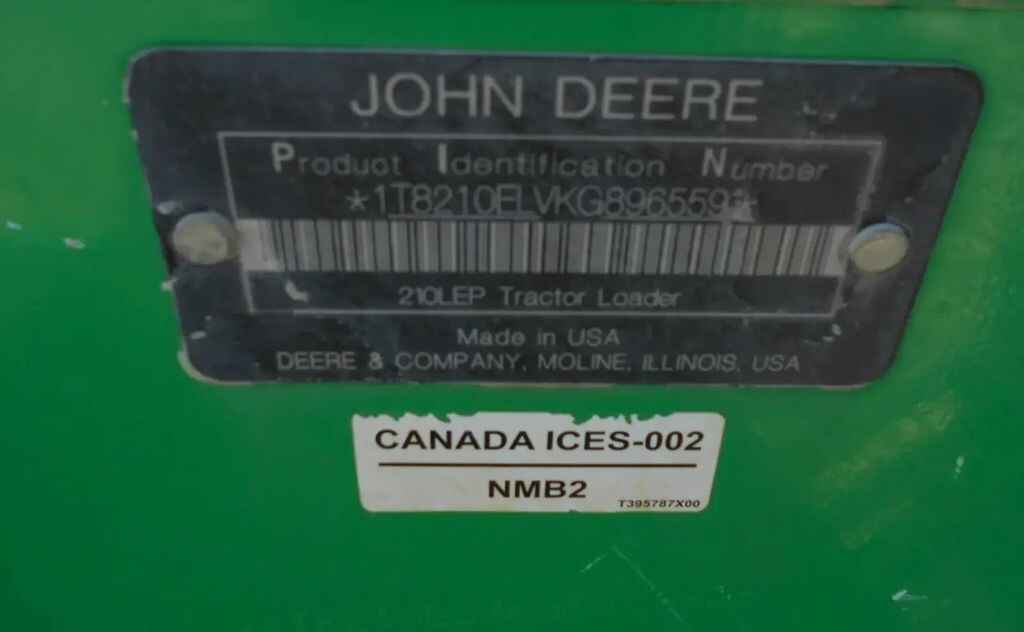 JOHN DEERE
Product Identification Number
*1T8210ELVKG896559*
210LEP Tractor Loader
Made in USA
DEERE & COMPANY, MOLINE, ILLINOIS, USA
CANADA ICES-002
NMB2
T395787X00